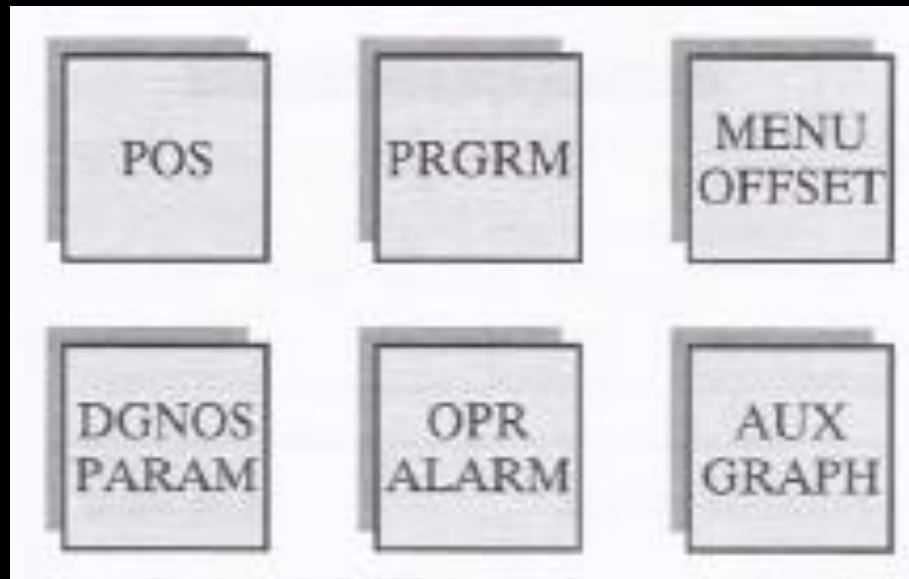 POS
PRGRM
MENU
OFFSET
DGNOS
PARAM
OPR
ALARM
AUX
GRAPH